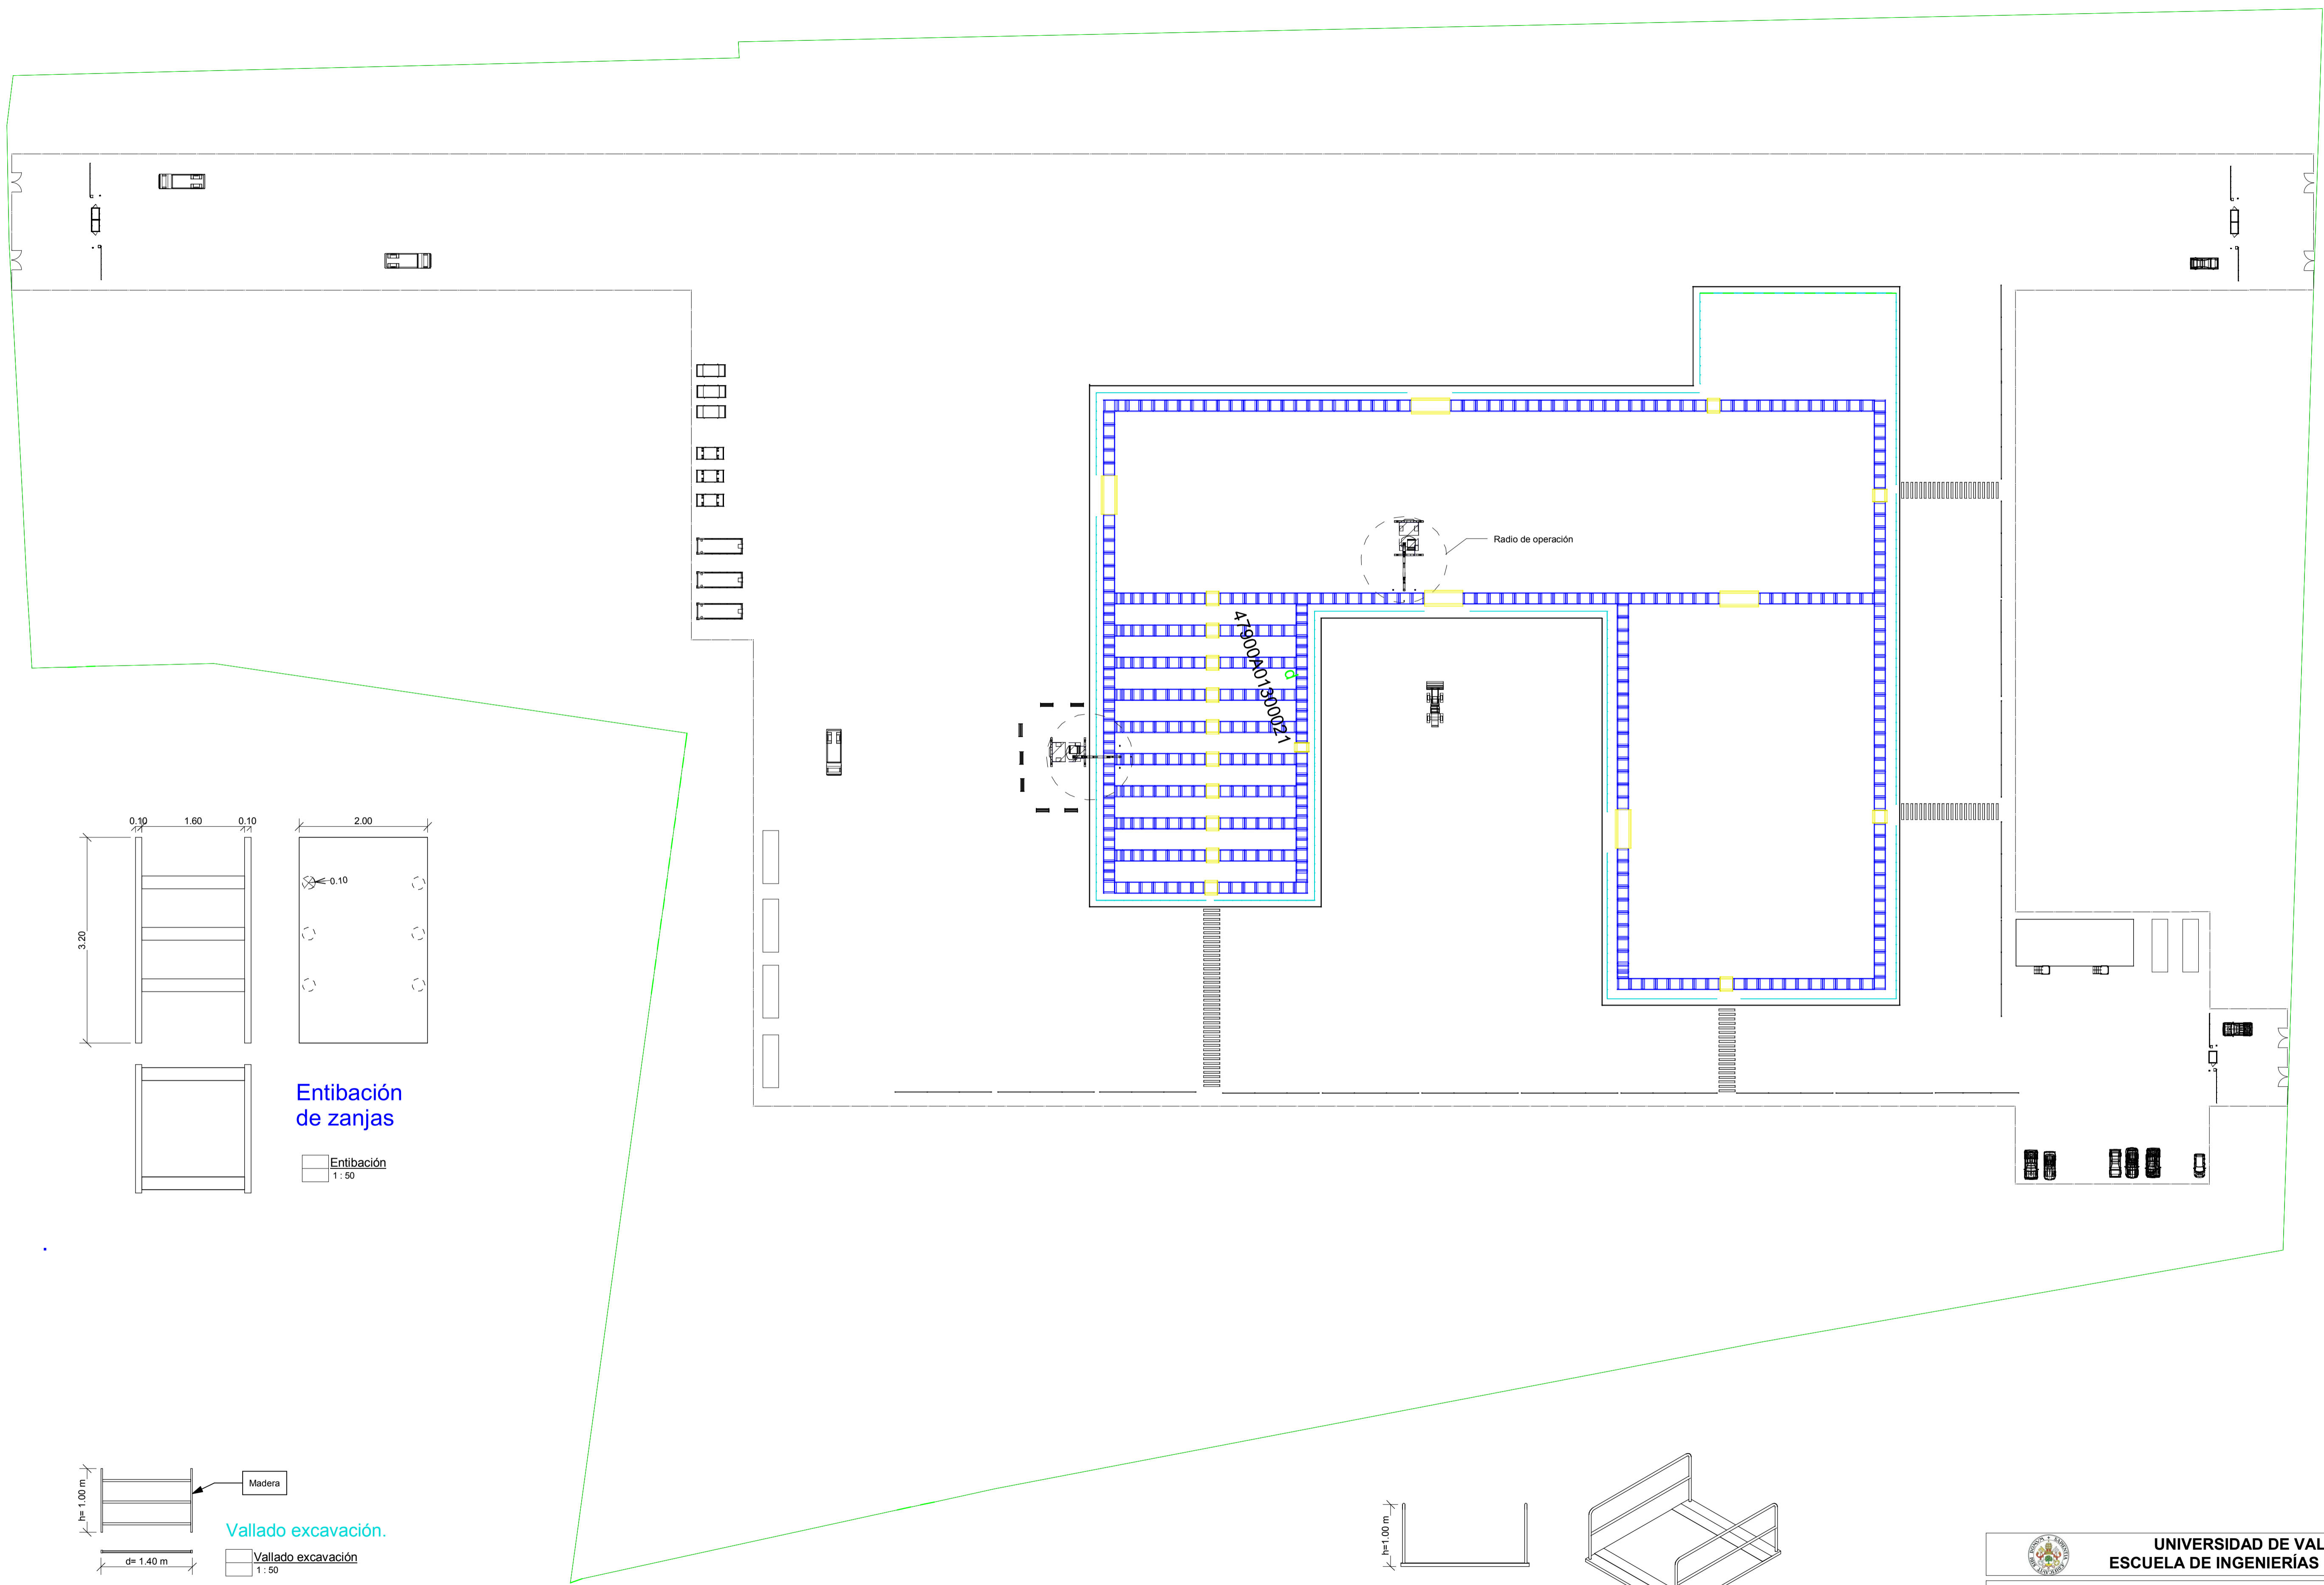 Radio de operación
47900A01300021
d
0.10
1.60
0.10
2.00
3.20
0.10
Entibación
de zanjas
Entibación
1 : 50
h= 1.00 m
Madera
d= 1.40 m
Vallado excavación.
Vallado excavación
1 : 50
h=1.00 m
UNIVERSIDAD DE VAL
ESCUELA DE INGENIERÍAS